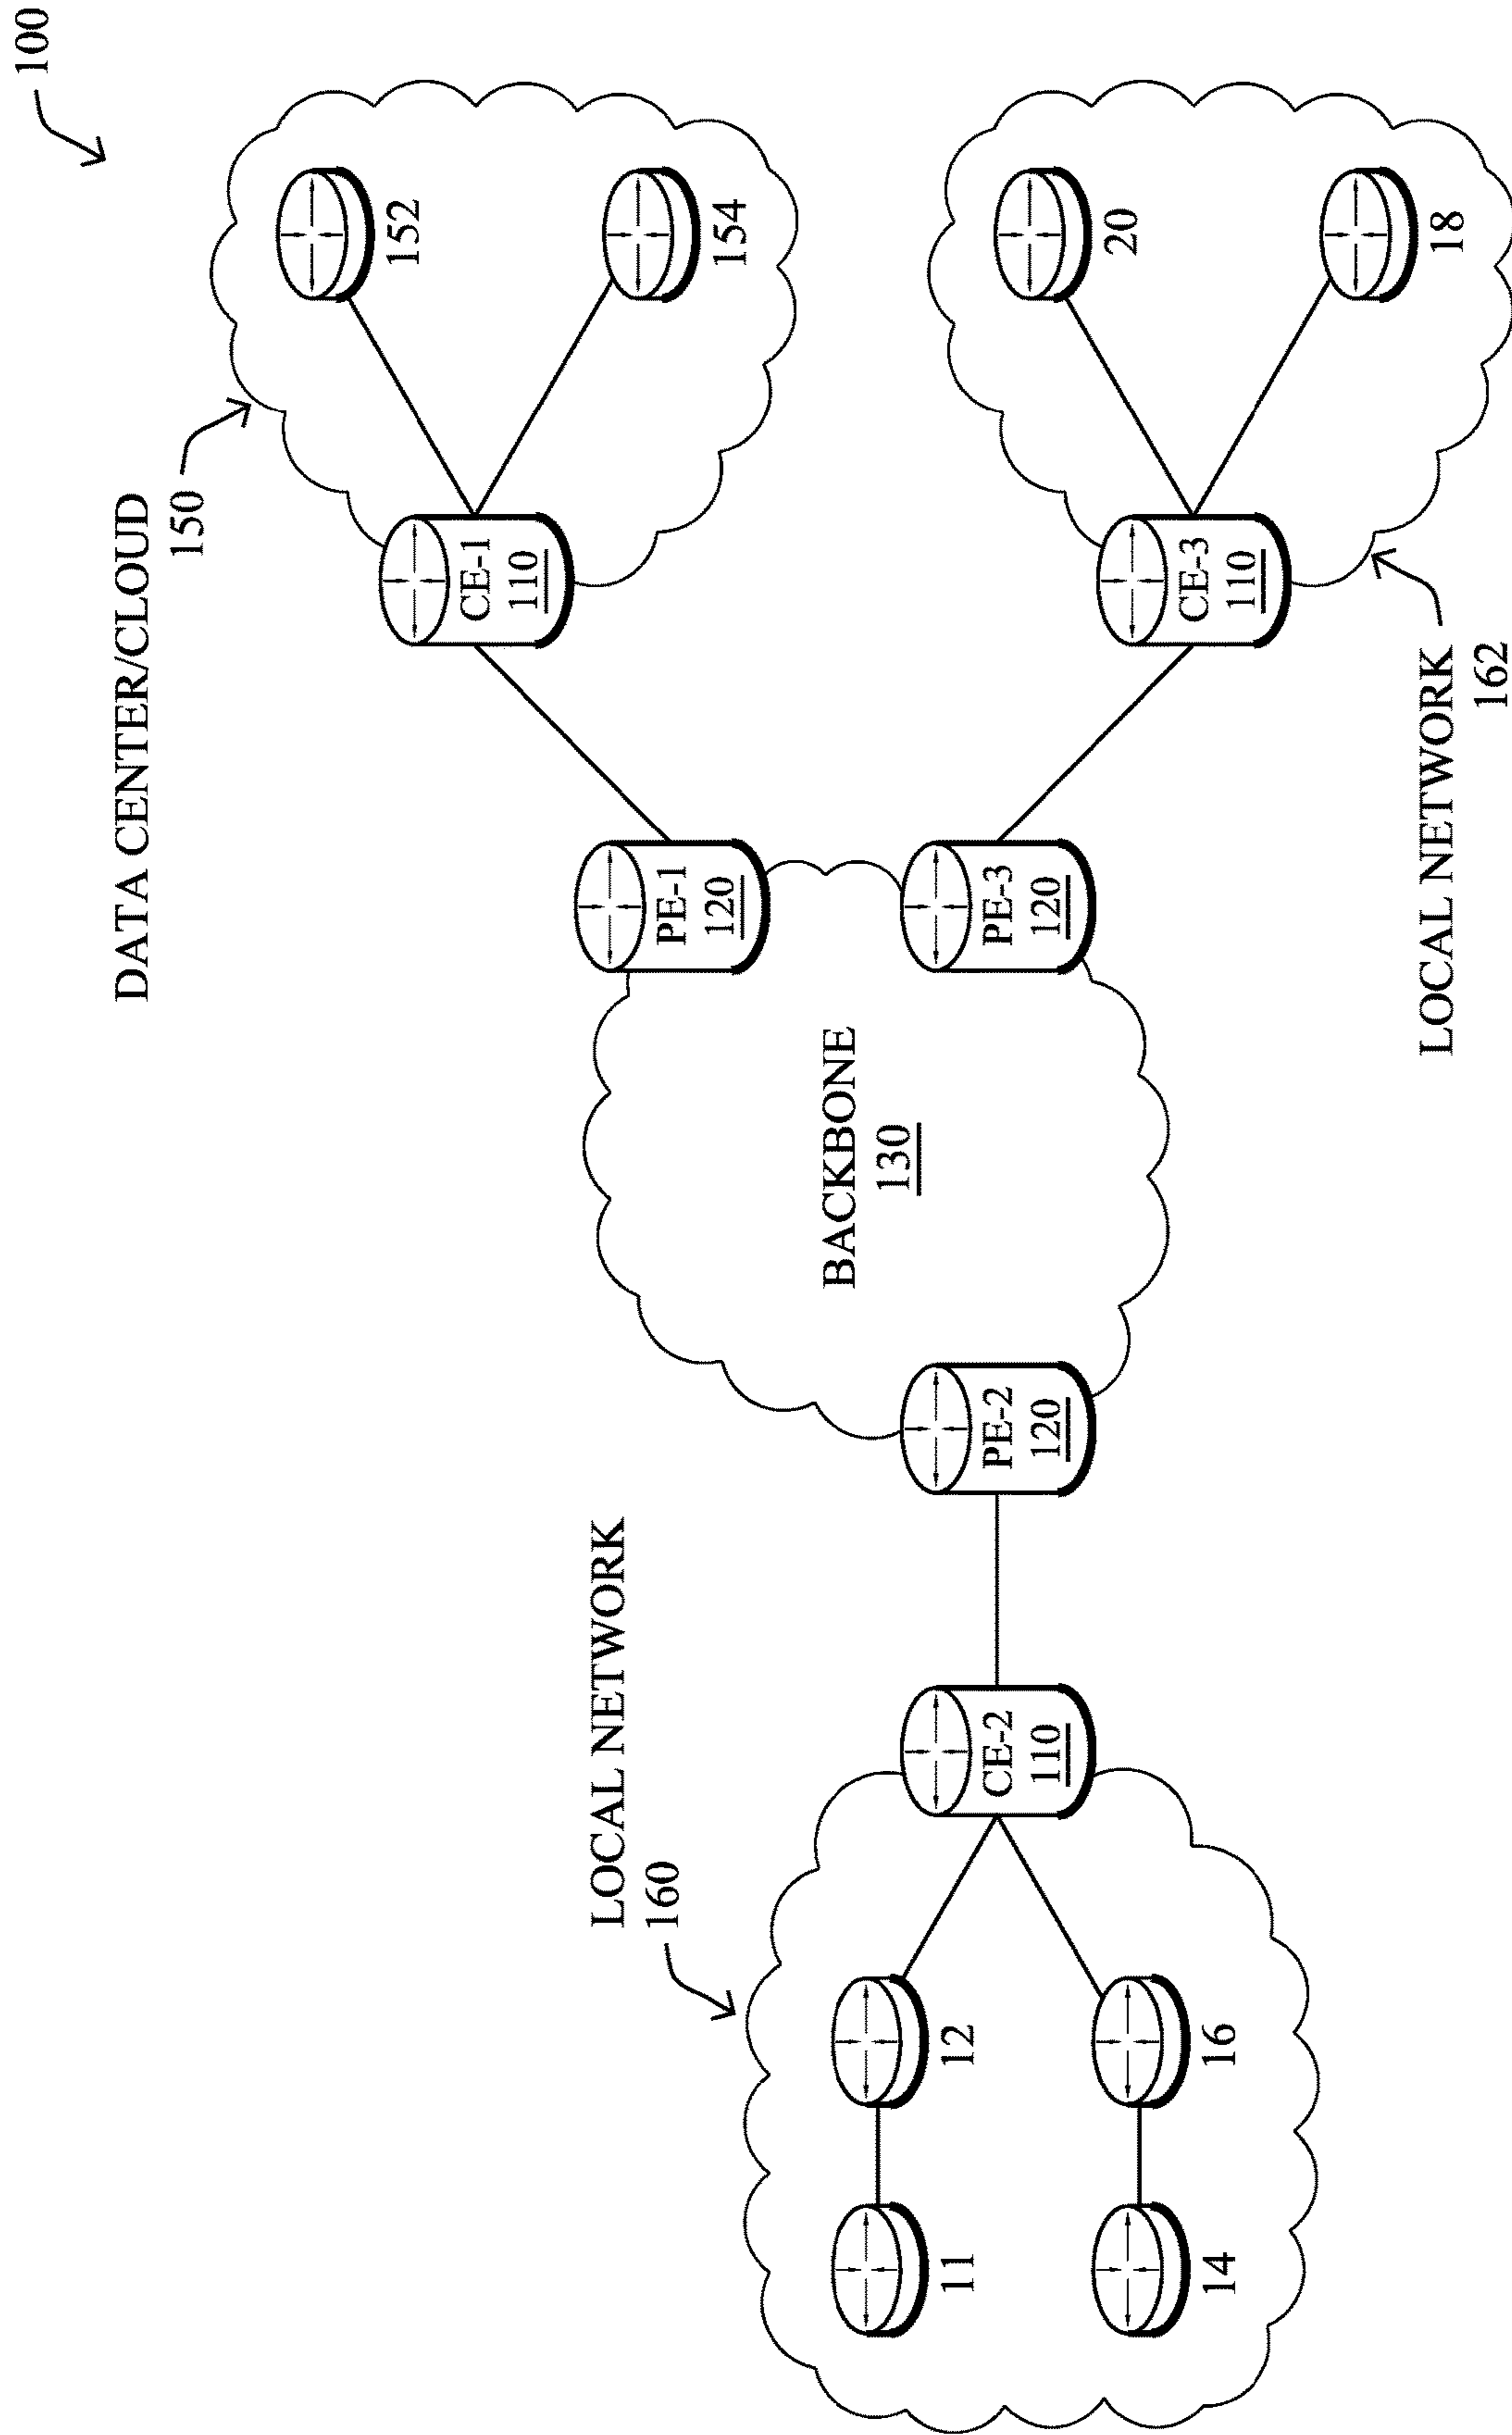 100
DATA CENTER/CLOUD
150
152
CE-1
110
154
LOCAL NETWORK
160
PE-1
120
BACKBONE
130
11
12
CE-2
110
PE-2
120
PE-3
120
20
14
16
CE-3
110
18
LOCAL NETWORK
162